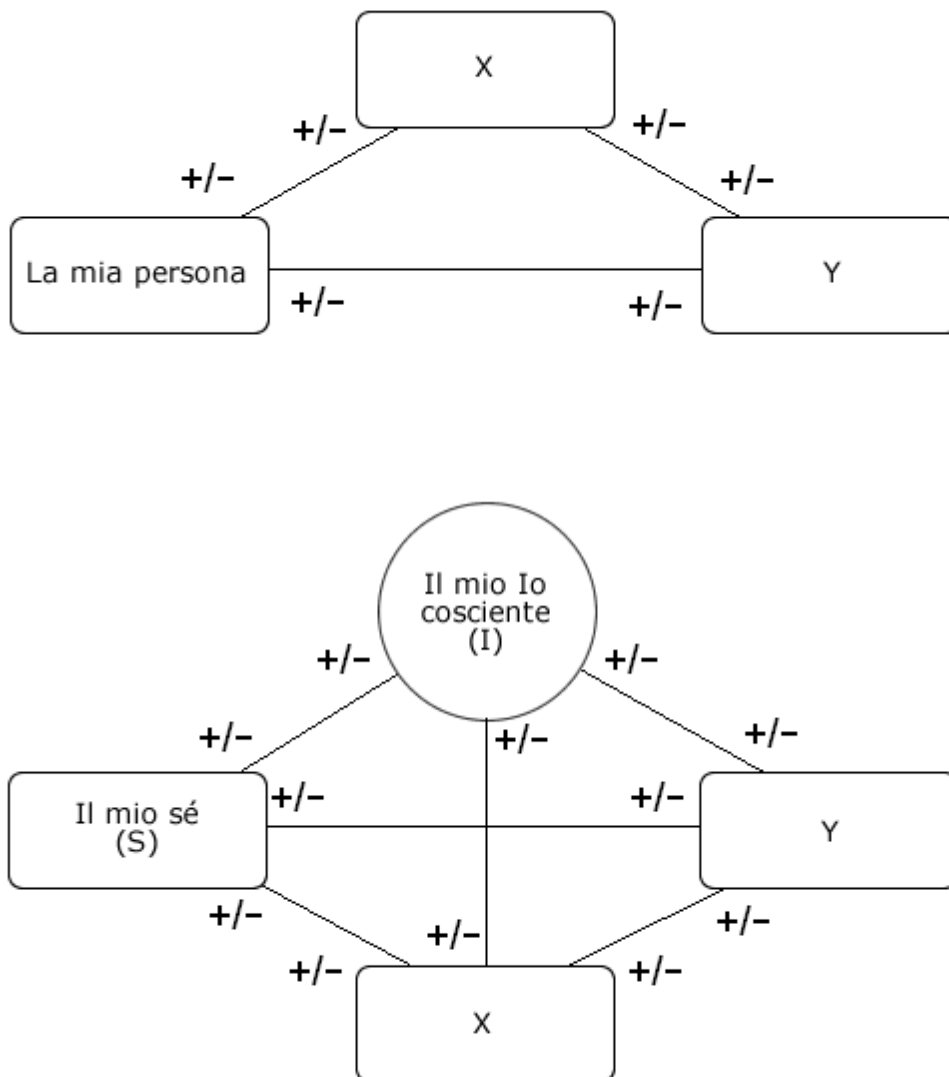 X
+/–
+/–
+/–
+/–
La mia persona
Y
+/–
+/–
Il mio Io
cosciente
(I)
+/–
+/–
+/–
+/–
+/–
Il mio sé
(S)
+/–
+/–
Y
+/–
+/–
+/–
+/–
+/–
X